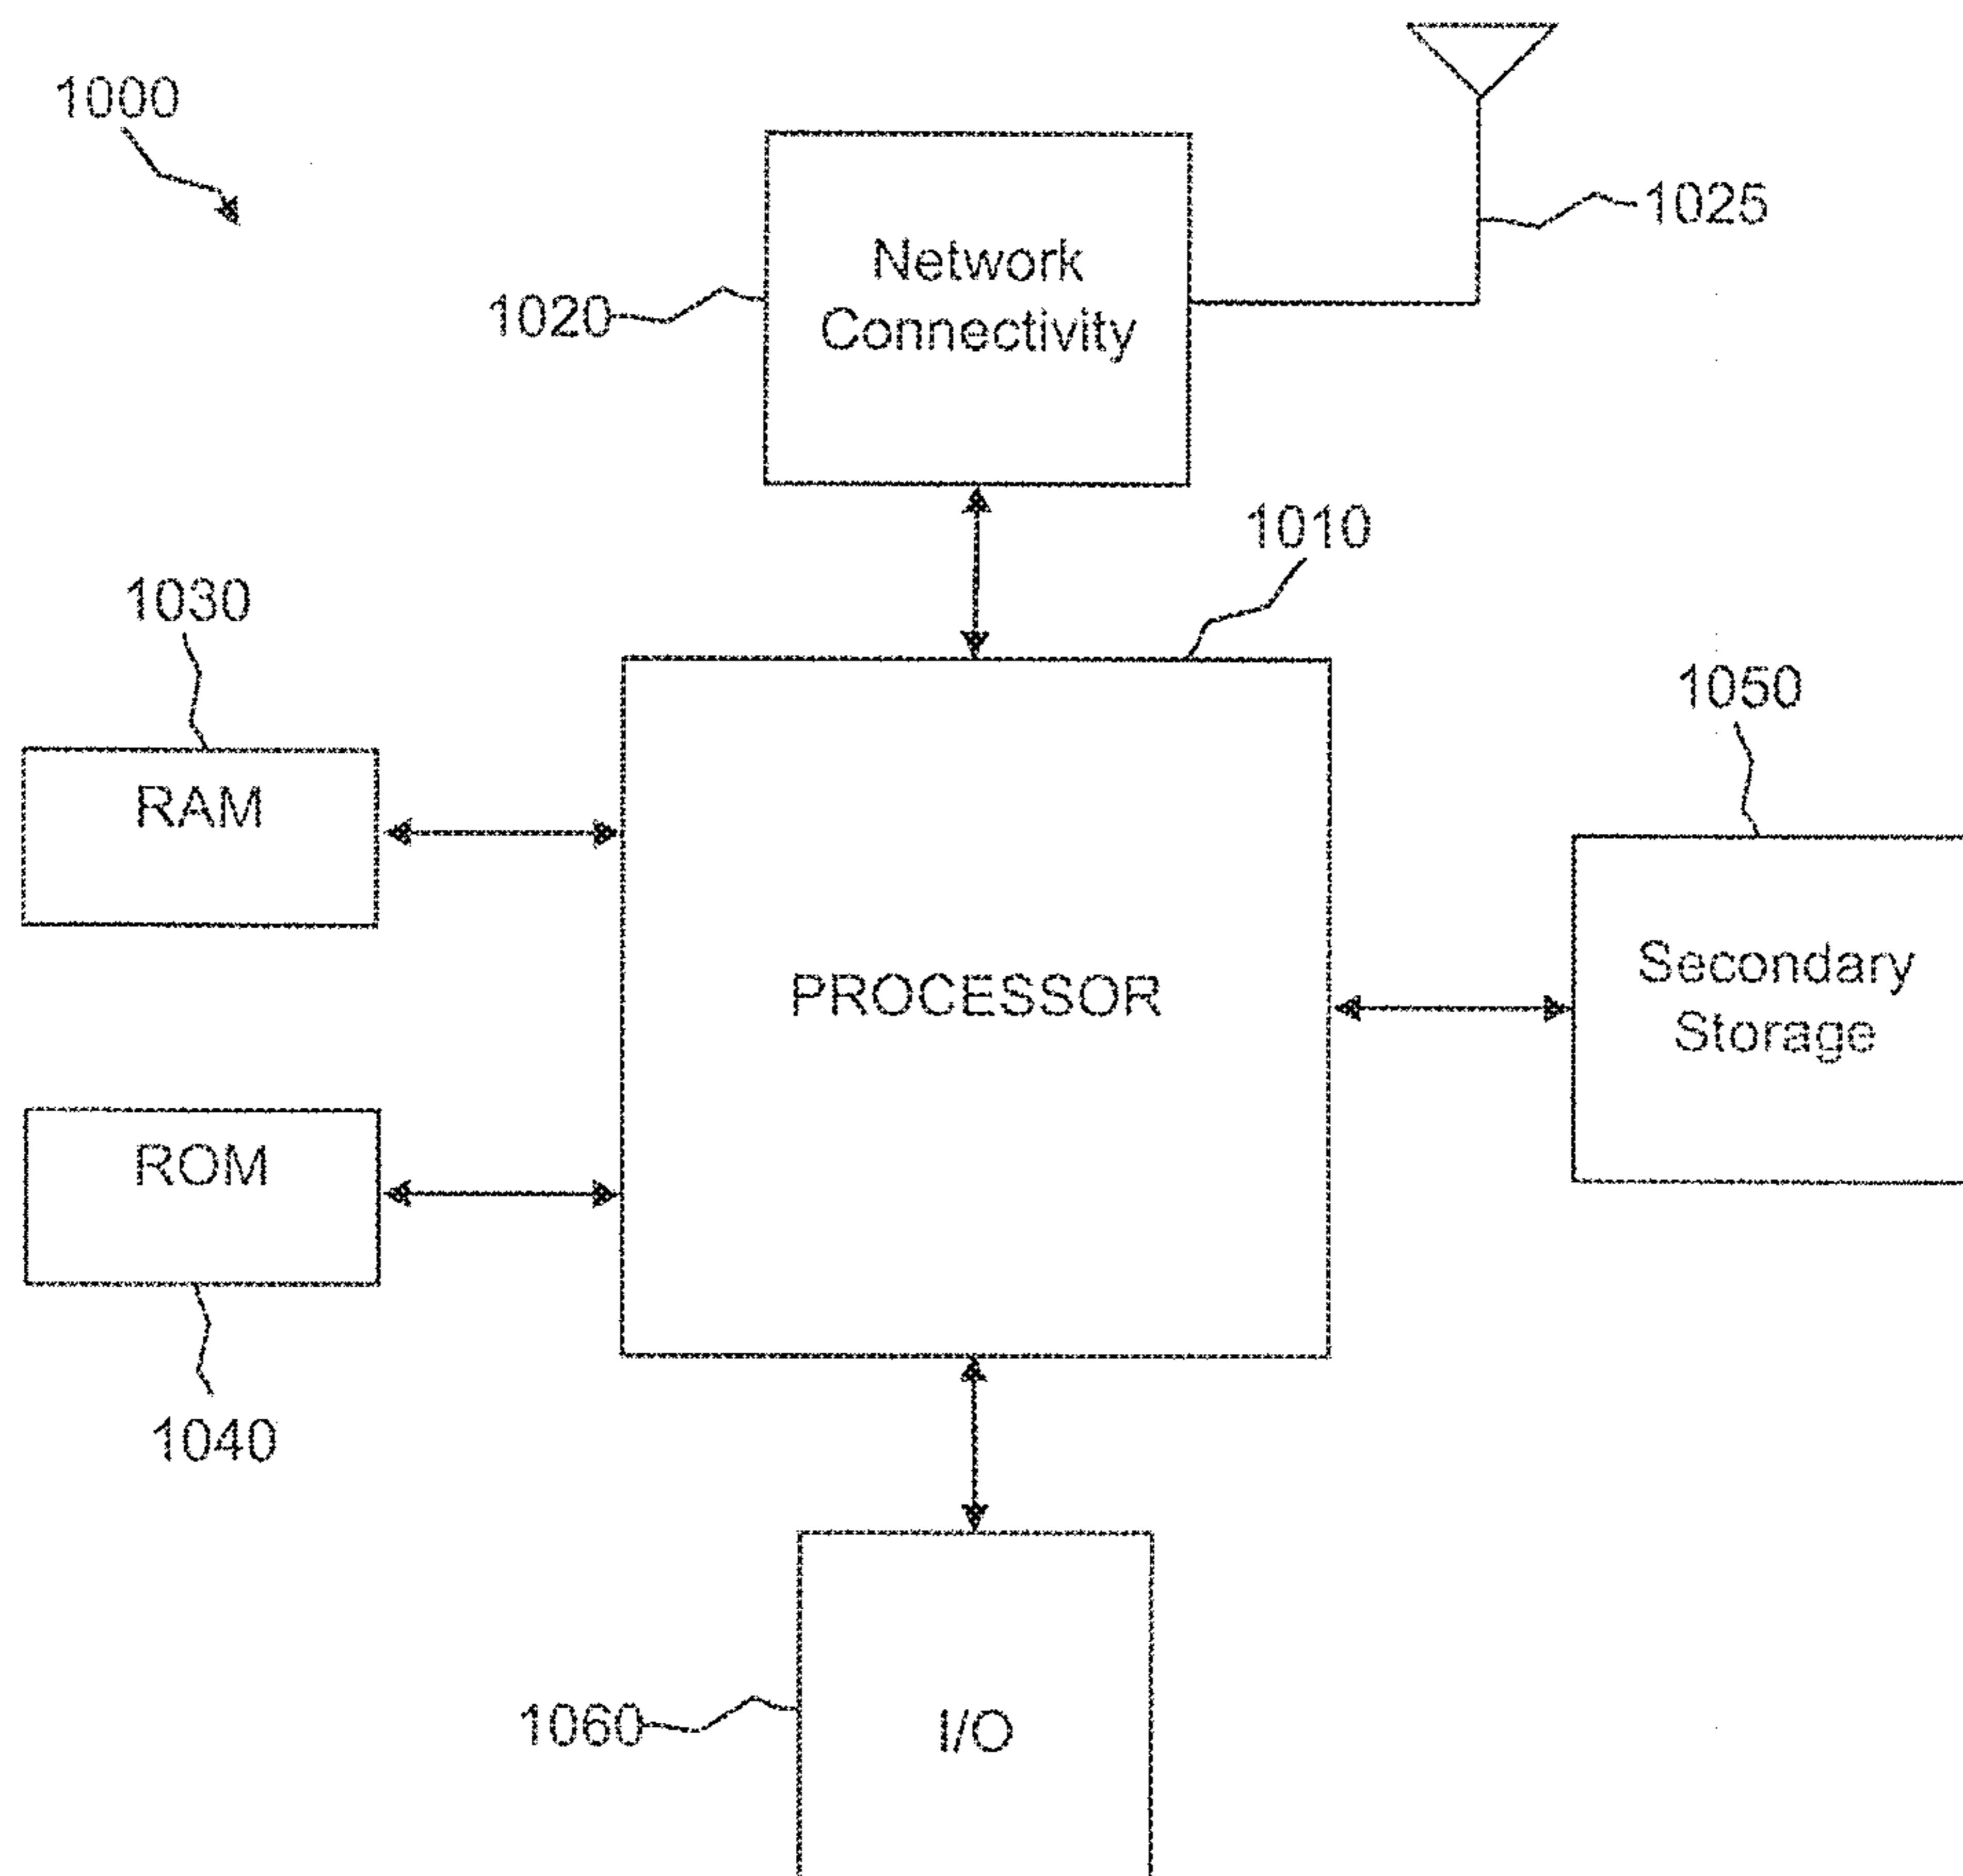 1000
1025
Network
Connectivity
1020
1010
1030
1050
RAM
PROCESSOR
Secondary
Storage
ROM
1040
1060
I/O